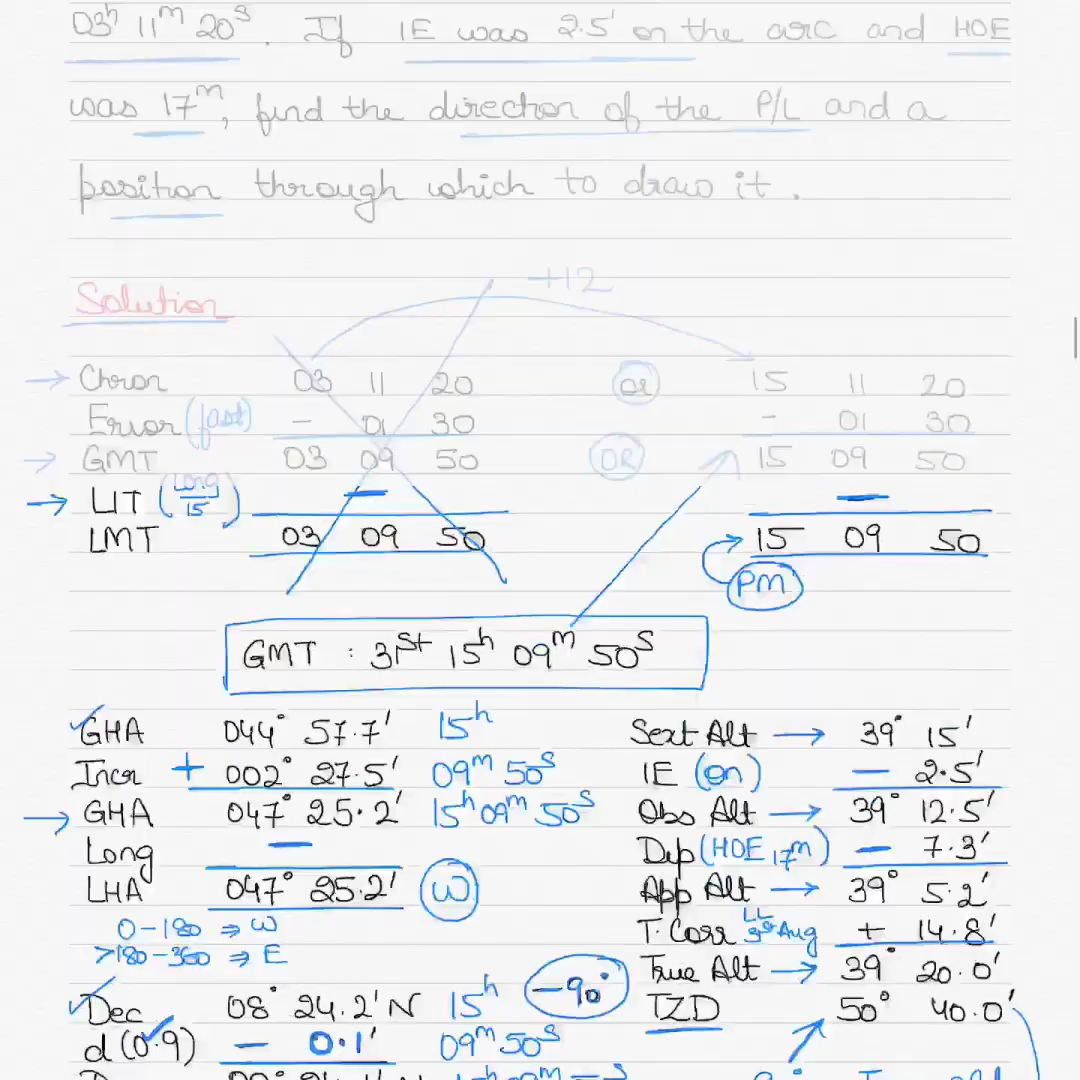 03h 11m 20s. If IE was 2.5' on the arc and HOE
was 17m, find the direction of the P/L and a
position through which to draw it.
+12
Solution
→ Chron 03 11 20 OR 15 11 20
Error (fast) - 01 30 - 01 30
→ GMT 03 09 50 OR 15 09 50
→ LIT (Long/15) — —
LMT 03 09 50 → 15 09 50
PM
GMT : 31st 15h 09m 50s
✓GHA 044° 57.7' 15h
Incr + 002° 27.5' 09m 50s
→ GHA 047° 25.2' 15h 09m 50s
Long —
LHA 047° 25.2' W
0-180 ⇒ W
>180-360 ⇒ E
✓Dec 08° 24.2' N 15h
d (0.9) - 0.1' 09m 50s
Sext Alt → 39° 15'
IE (on) - 2.5'
Obs Alt → 39° 12.5'
Dip (HOE 17m) - 7.3'
App Alt → 39° 5.2'
T. Corr LL Aug + 14.8'
True Alt → 39° 20.0'
-90°
TZD 50° 40.0'